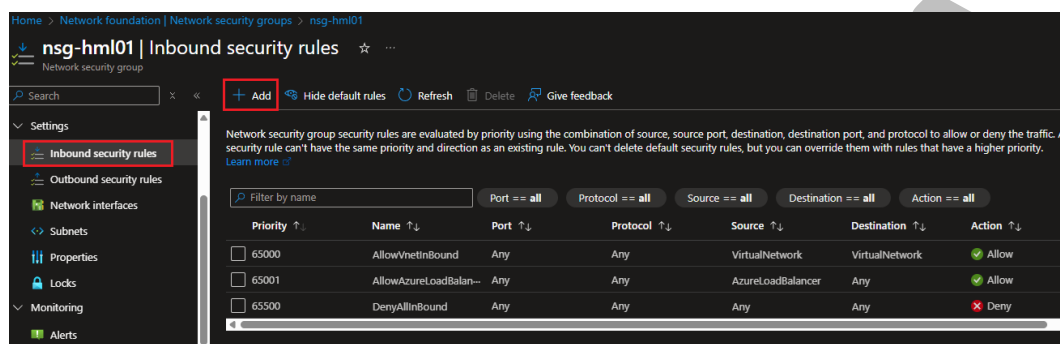 Home > Network foundation | Network security groups > nsg-hml01
nsg-hml01 | Inbound security rules
Network security group
Search
Add Hide default rules Refresh Delete Give feedback
Settings
Inbound security rules
Outbound security rules
Network interfaces
Subnets
Properties
Locks
Monitoring
Alerts
Network security group security rules are evaluated by priority using the combination of source, source port, destination, destination port, and protocol to allow or deny the traffic. A
security rule can't have the same priority and direction as an existing rule. You can't delete default security rules, but you can override them with rules that have a higher priority.
Learn more
Filter by name Port == all Protocol == all Source == all Destination == all Action == all
Priority Name Port Protocol Source Destination Action
65000 AllowVnetInBound Any Any VirtualNetwork VirtualNetwork Allow
65001 AllowAzureLoadBalan... Any Any AzureLoadBalancer Any Allow
65500 DenyAllInBound Any Any Any Any Deny